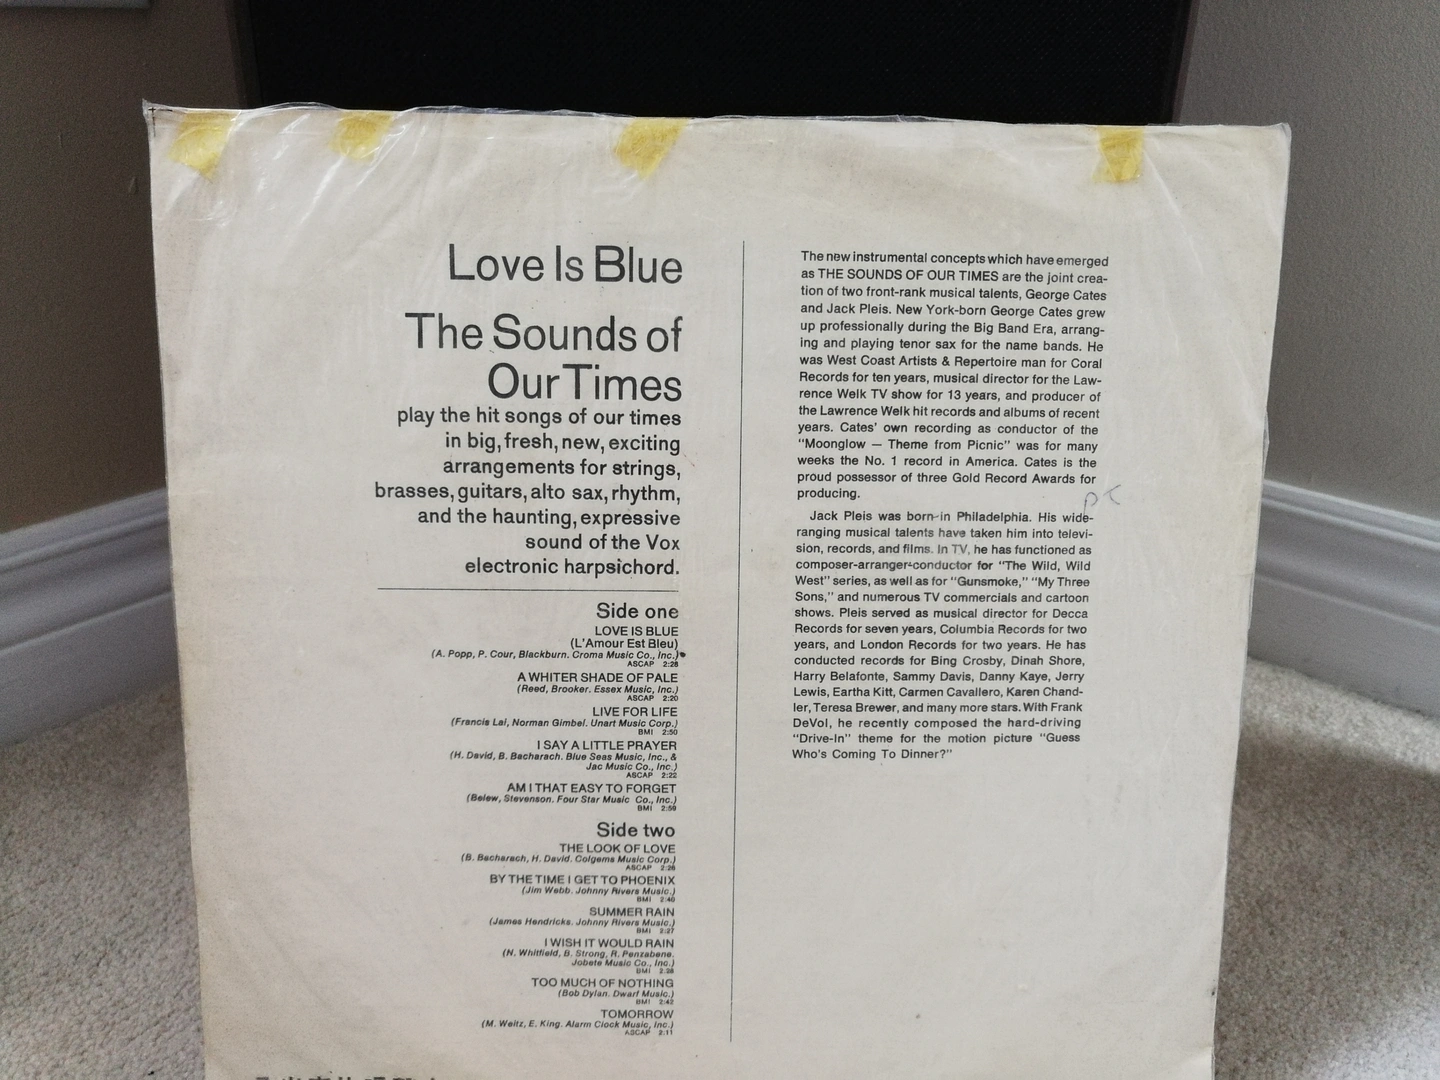 Love Is Blue
The Sounds of
Our Times
play the hit songs of our times
in big, fresh, new, exciting
arrangements for strings,
brasses, guitars, alto sax, rhythm,
and the haunting, expressive
sound of the Vox
electronic harpsichord.
Side one
LOVE IS BLUE
(L'Amour Est Bleu)
(A. Popp, P. Cour, Blackburn. Croma Music Co., Inc.)
ASCAP 2:28
A WHITER SHADE OF PALE
(Reed, Brooker. Essex Music, Inc.)
ASCAP 2:20
LIVE FOR LIFE
(Francis Lai, Norman Gimbel. Unart Music Corp.)
BMI 2:50
I SAY A LITTLE PRAYER
(H. David, B. Bacharach. Blue Seas Music, Inc., &
Jac Music Co., Inc.)
ASCAP 2:22
AM I THAT EASY TO FORGET
(Belew, Stevenson. Four Star Music Co., Inc.)
BMI 2:59
Side two
THE LOOK OF LOVE
(B. Bacharach, H. David. Colgems Music Corp.)
ASCAP 2:26
BY THE TIME I GET TO PHOENIX
(Jim Webb. Johnny Rivers Music.)
BMI 2:40
SUMMER RAIN
(James Hendricks. Johnny Rivers Music.)
BMI 2:27
I WISH IT WOULD RAIN
(N. Whitfield, B. Strong, R. Penzabene.
Jobete Music Co., Inc.)
BMI 2:38
TOO MUCH OF NOTHING
(Bob Dylan. Dwarf Music.)
BMI 2:42
TOMORROW
(M. Weitz, E. King. Alarm Clock Music, Inc.)
ASCAP 2:11
The new instrumental concepts which have emerged
as THE SOUNDS OF OUR TIMES are the joint crea-
tion of two front-rank musical talents, George Cates
and Jack Pleis. New York-born George Cates grew
up professionally during the Big Band Era, arrang-
ing and playing tenor sax for the name bands. He
was West Coast Artists & Repertoire man for Coral
Records for ten years, musical director for the Law-
rence Welk TV show for 13 years, and producer of
the Lawrence Welk hit records and albums of recent
years. Cates' own recording as conductor of the
"Moonglow — Theme from Picnic" was for many
weeks the No. 1 record in America. Cates is the
proud possessor of three Gold Record Awards for
producing.
Jack Pleis was born in Philadelphia. His wide-
ranging musical talents have taken him into televi-
sion, records, and films. In TV, he has functioned as
composer-arranger-conductor for "The Wild, Wild
West" series, as well as for "Gunsmoke," "My Three
Sons," and numerous TV commercials and cartoon
shows. Pleis served as musical director for Decca
Records for seven years, Columbia Records for two
years, and London Records for two years. He has
conducted records for Bing Crosby, Dinah Shore,
Harry Belafonte, Sammy Davis, Danny Kaye, Jerry
Lewis, Eartha Kitt, Carmen Cavallero, Karen Chand-
ler, Teresa Brewer, and many more stars. With Frank
DeVol, he recently composed the hard-driving
"Drive-In" theme for the motion picture "Guess
Who's Coming To Dinner?"